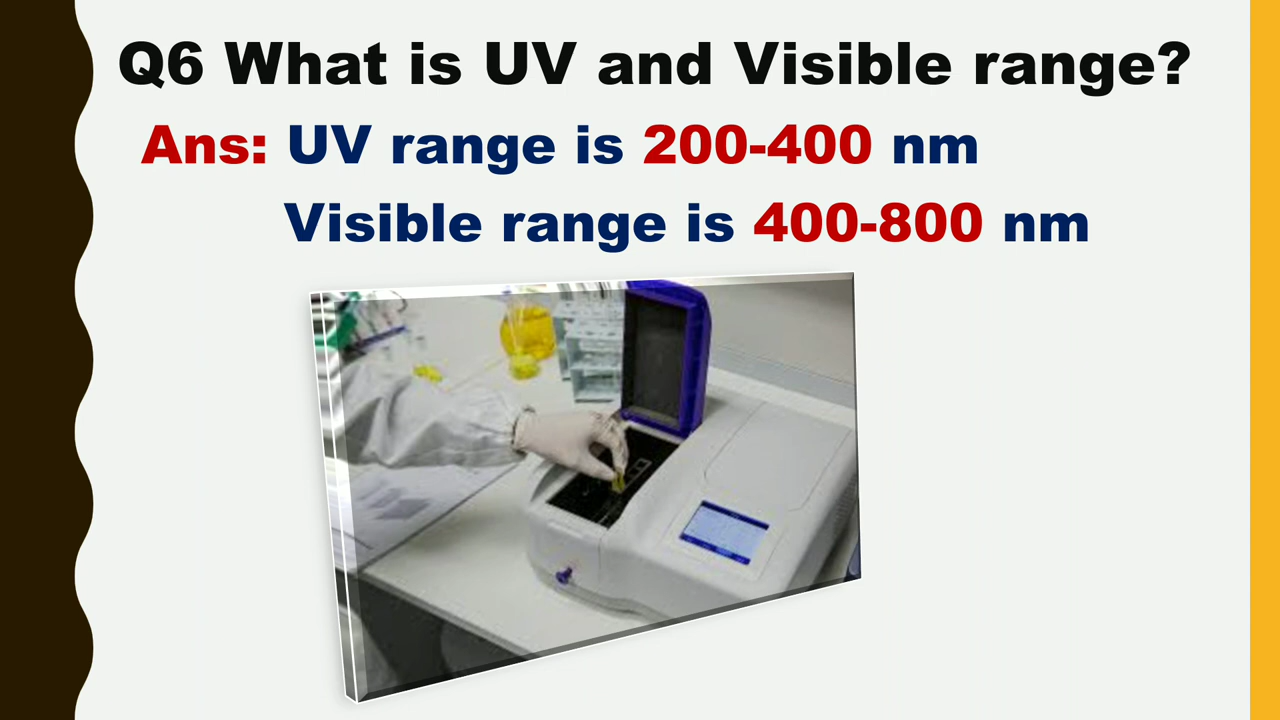 Q6 What is UV and Visible range?
Ans: UV range is 200-400 nm
Visible range is 400-800 nm